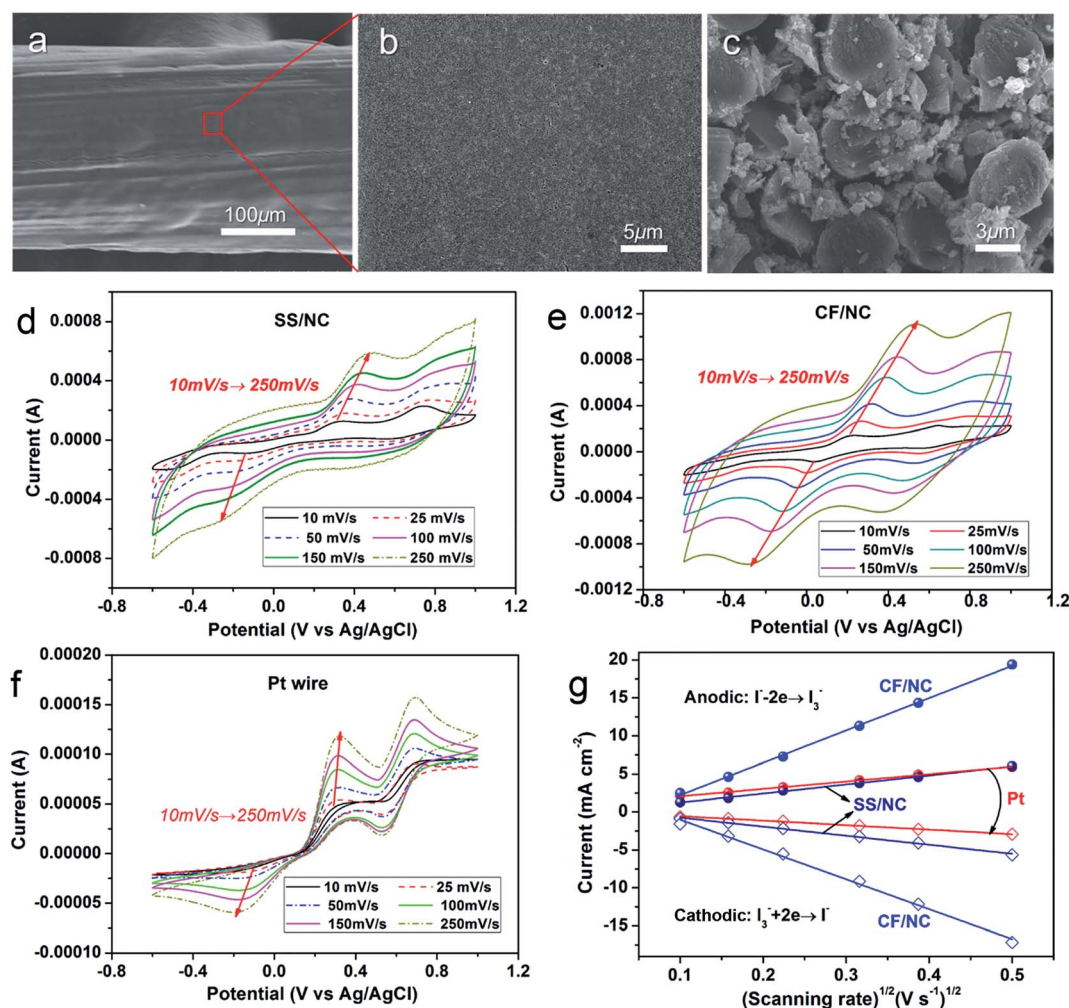 a
100μm
b
5μm
c
3μm
d
SS/NC
10mV/s→ 250mV/s
10 mV/s
25 mV/s
50 mV/s
100 mV/s
150 mV/s
250 mV/s
0.0008
0.0004
0.0000
-0.0004
-0.0008
Current (A)
-0.8
-0.4
0.0
0.4
0.8
1.2
Potential (V vs Ag/AgCl)
e
CF/NC
10mV/s→ 250mV/s
10mV/s
25mV/s
50mV/s
100mV/s
150mV/s
250mV/s
0.0012
0.0008
0.0004
0.0000
-0.0004
-0.0008
-0.0012
Current (A)
-0.8
-0.4
0.0
0.4
0.8
1.2
Potential (V vs Ag/AgCl)
f
Pt wire
10mV/s→250mV/s
10 mV/s
25 mV/s
50mV/s
100mV/s
150mV/s
250mV/s
0.00020
0.00015
0.00010
0.00005
0.00000
-0.00005
-0.00010
Current (A)
-0.8
-0.4
0.0
0.4
0.8
1.2
Potential (V vs Ag/AgCl)
g
Anodic: I⁻-2e→ I₃⁻
CF/NC
SS/NC
Pt
CF/NC
Cathodic: I₃⁻+2e→ I⁻
20
15
10
5
0
-5
-10
-15
Current (mA cm⁻²)
0.1
0.2
0.3
0.4
0.5
(Scanning rate)¹ᐟ²(V s⁻¹)¹ᐟ²